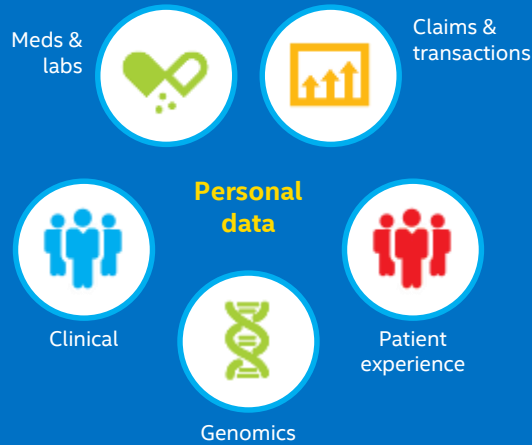 Meds &
labs
Claims &
transactions
Personal
data
Clinical
Patient
experience
Genomics